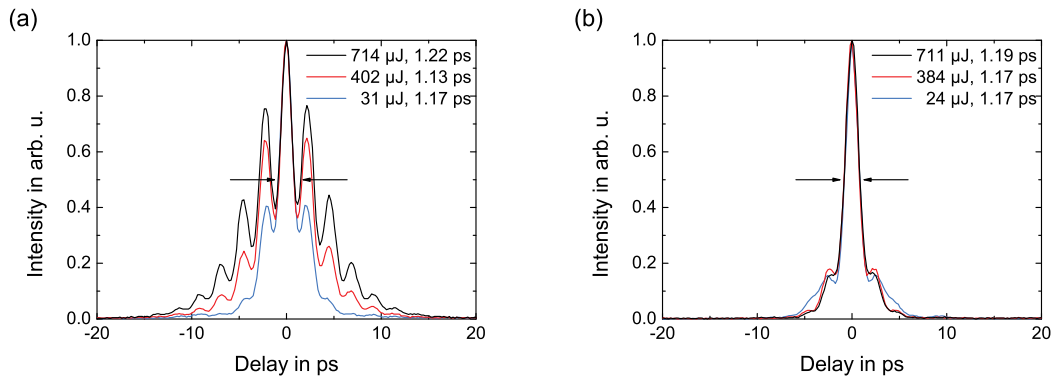 (a)
1.0
0.8
0.6
0.4
0.2
0.0
-20
-10
0
10
20
Intensity in arb. u.
Delay in ps
714 µJ, 1.22 ps
402 µJ, 1.13 ps
31 µJ, 1.17 ps
(b)
1.0
0.8
0.6
0.4
0.2
0.0
-20
-10
0
10
20
Intensity in arb. u.
Delay in ps
711 µJ, 1.19 ps
384 µJ, 1.17 ps
24 µJ, 1.17 ps